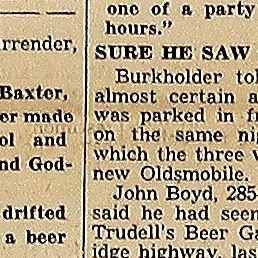 rrender,
Baxter,
er made
ol and
nd God-
drifted
a beer
one of a party
hours."
SURE HE SAW
Burkholder tol
almost certain a
was parked in fr
on the same nig
which the three w
new Oldsmobile.
John Boyd, 285-
said he had seen
Trudell's Beer Ga
idge highway, las